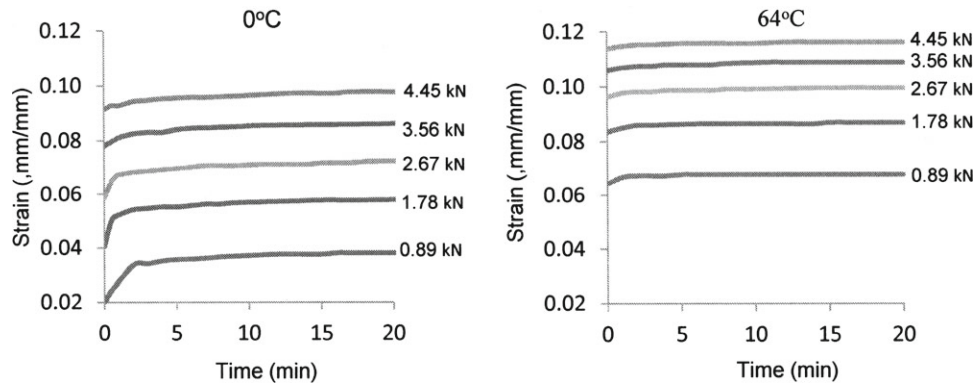 0°C
0.12
0.10
0.08
0.06
0.04
0.02
Strain (,mm/mm)
4.45 kN
3.56 kN
2.67 kN
1.78 kN
0.89 kN
0 5 10 15 20
Time (min)
64°C
0.12
0.10
0.08
0.06
0.04
0.02
Strain (,mm/mm)
4.45 kN
3.56 kN
2.67 kN
1.78 kN
0.89 kN
0 5 10 15 20
Time (min)